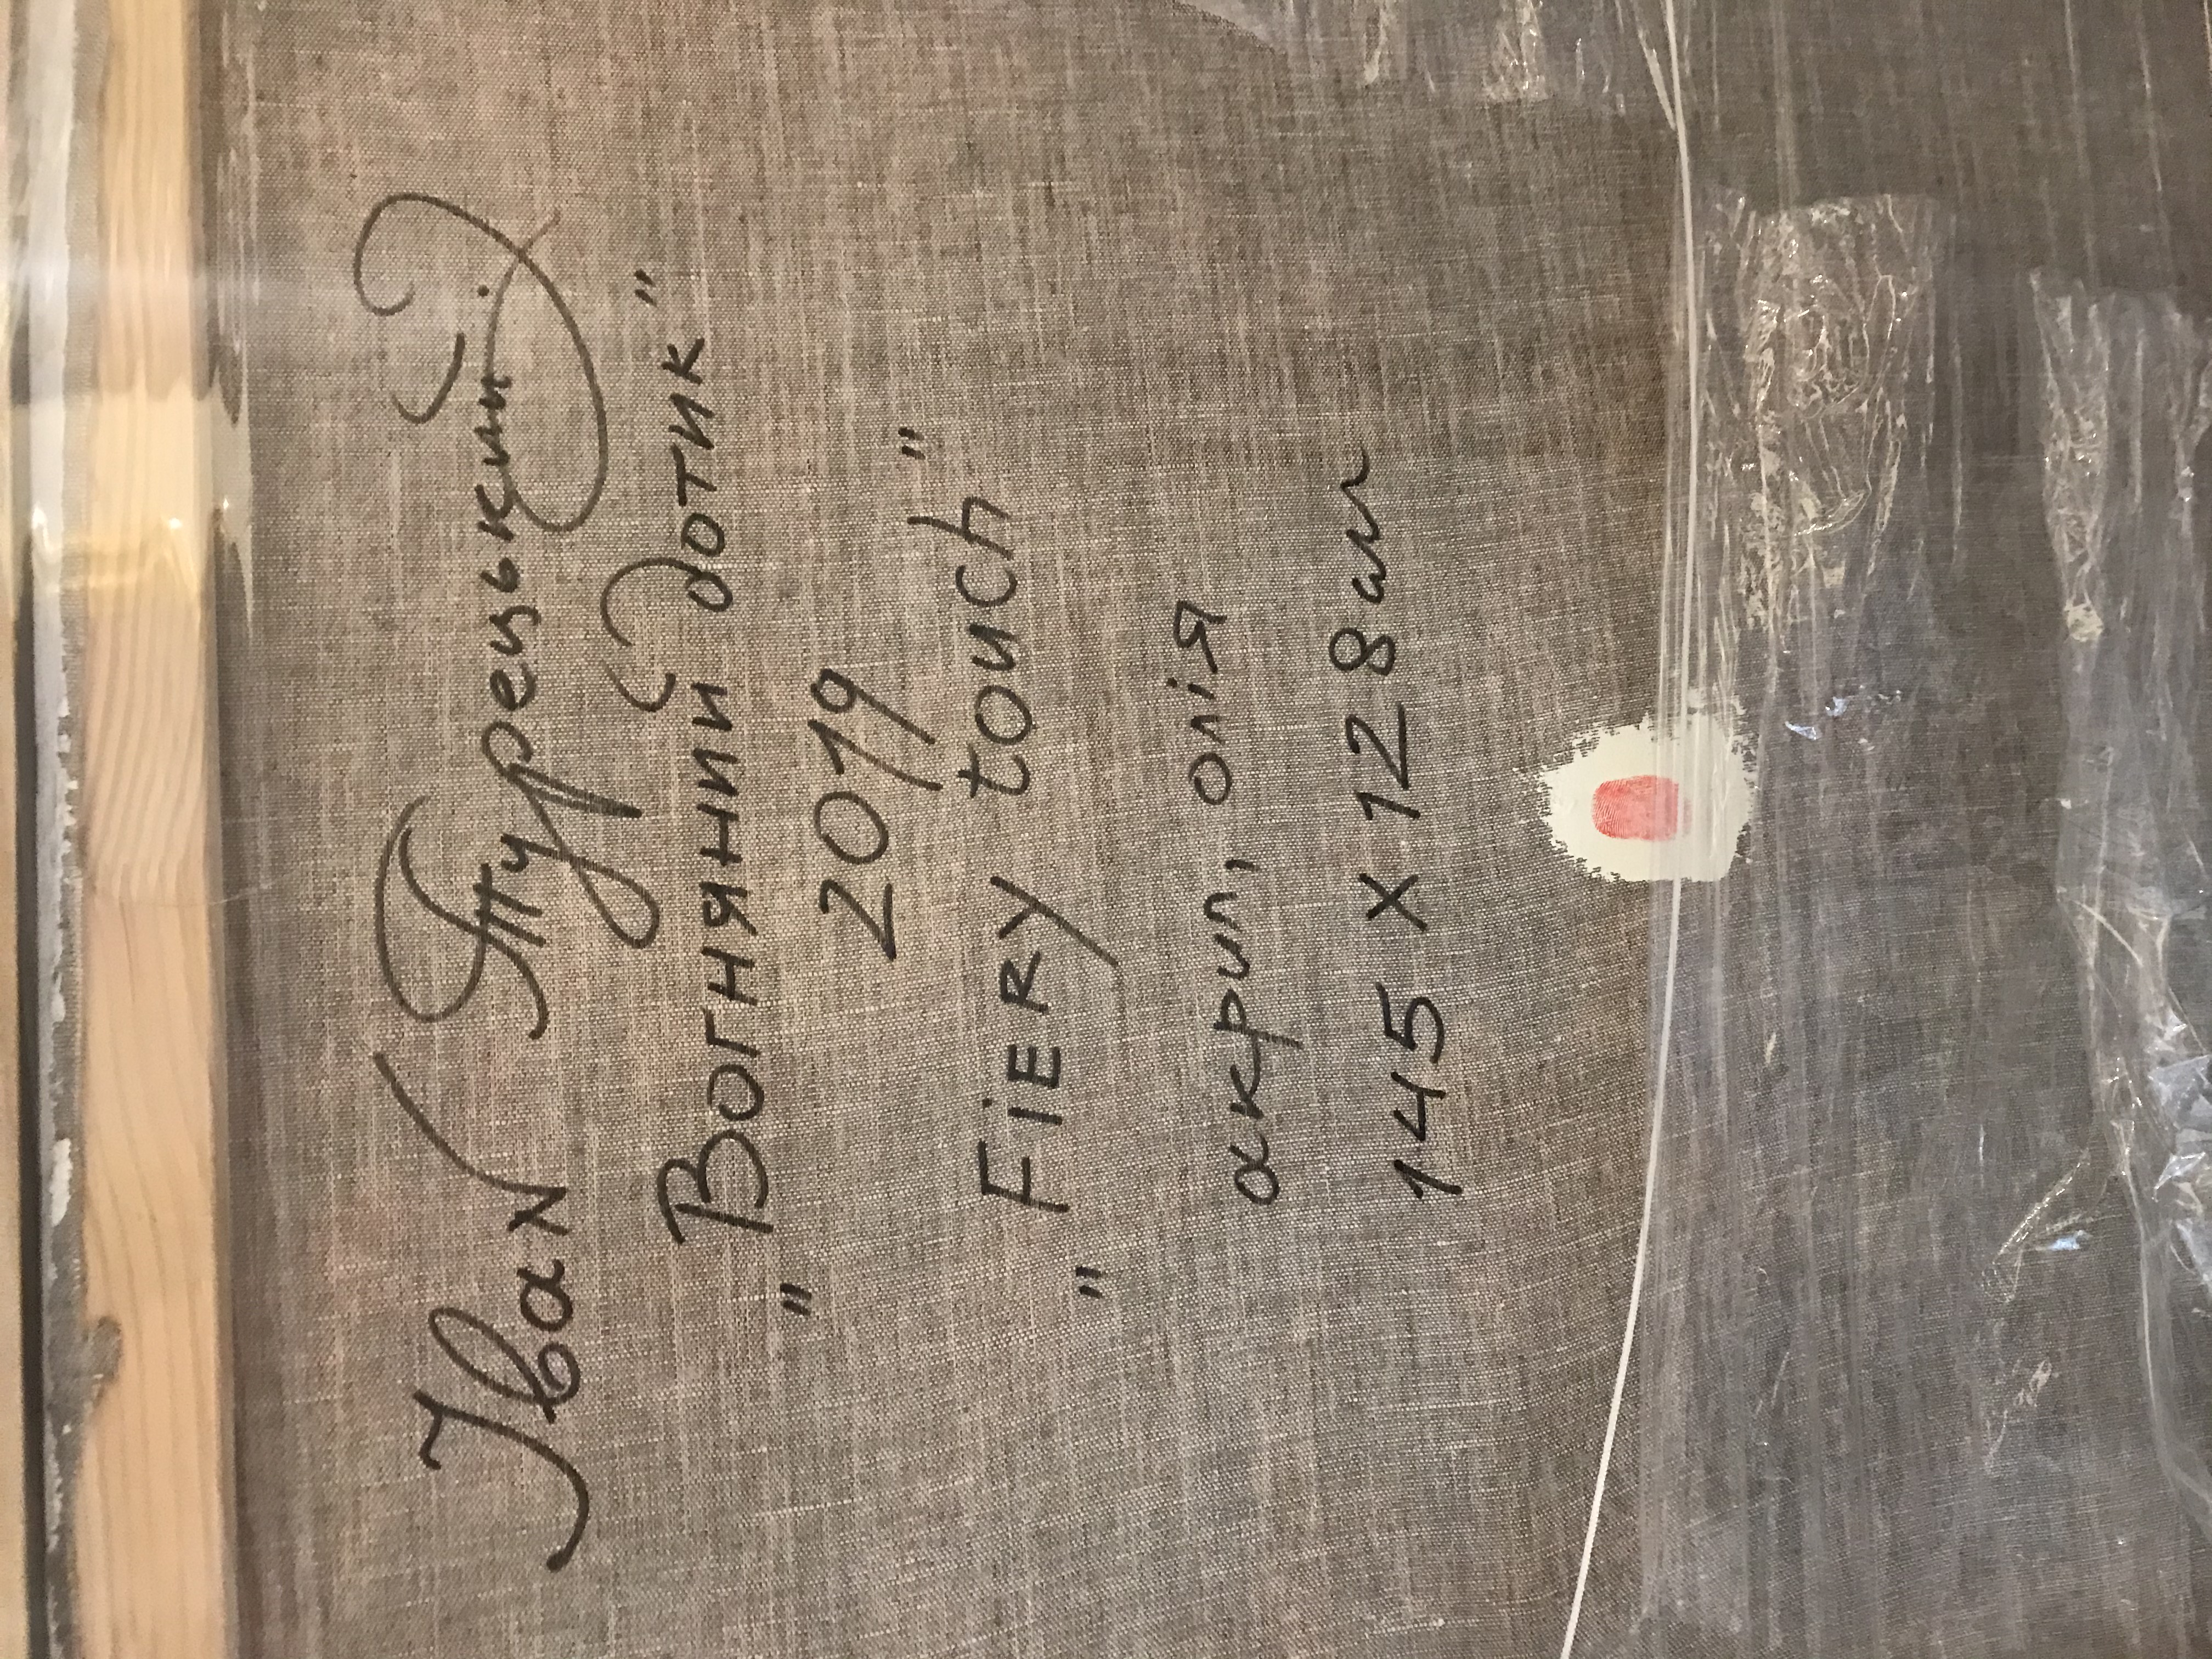 Іван Турецький
"Вогняний дотик"
2019
"FiERY touch"
акрил, олія
145 X 128 см